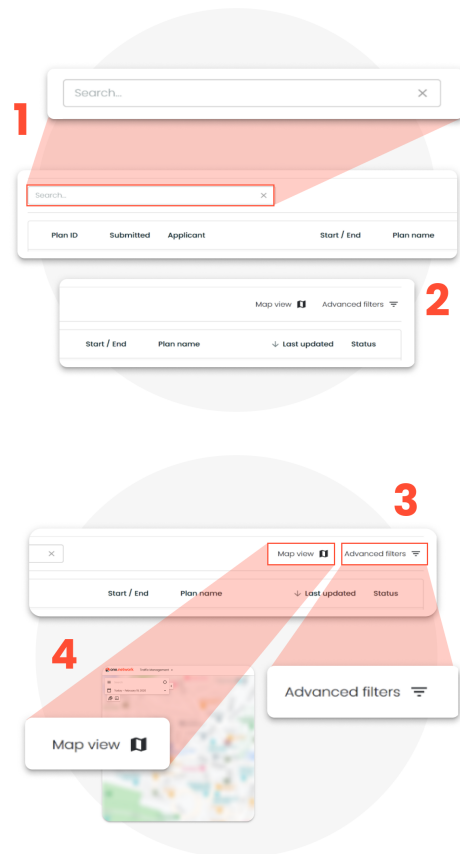 Search...
1
Search...
Plan ID Submitted Applicant Start / End Plan name
Map view Advanced filters
2
Start / End Plan name ↓ Last updated Status
3
Map view Advanced filters
Start / End Plan name ↓ Last updated Status
4
Traffic Management
Advanced filters
Map view